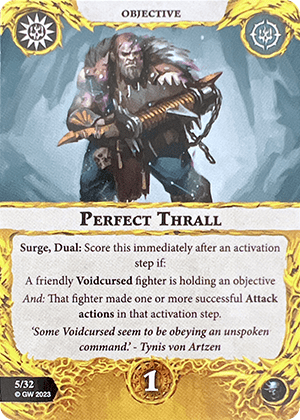 OBJECTIVE
PERFECT THRALL
Surge, Dual: Score this immediately after an activation
step if:
A friendly Voidcursed fighter is holding an objective
And: That fighter made one or more successful Attack
actions in that activation step.
'Some Voidcursed seem to be obeying an unspoken
command.' - Tynis von Artzen
5/32
© GW 2023
1